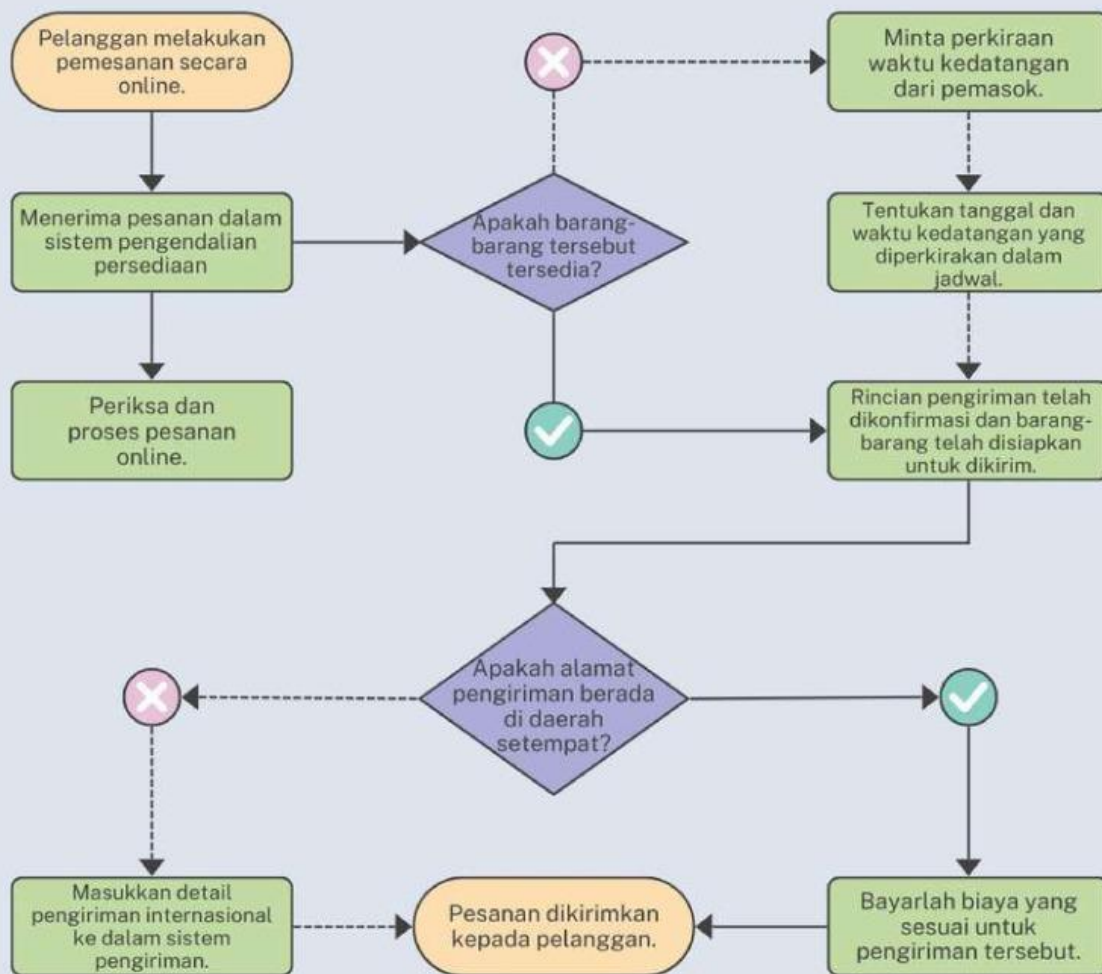 Pelanggan melakukan
pemesanan secara
online.
Minta perkiraan
waktu kedatangan
dari pemasok.
Menerima pesanan dalam
sistem pengendalian
persediaan
Apakah barang-
barang tersebut
tersedia?
Tentukan tanggal dan
waktu kedatangan yang
diperkirakan dalam
jadwal.
Periksa dan
proses pesanan
online.
Rincian pengiriman telah
dikonfirmasi dan barang-
barang telah disiapkan
untuk dikirim.
Apakah alamat
pengiriman berada
di daerah
setempat?
Masukkan detail
pengiriman internasional
ke dalam sistem
pengiriman.
Pesanan dikirimkan
kepada pelanggan.
Bayarlah biaya yang
sesuai untuk
pengiriman tersebut.